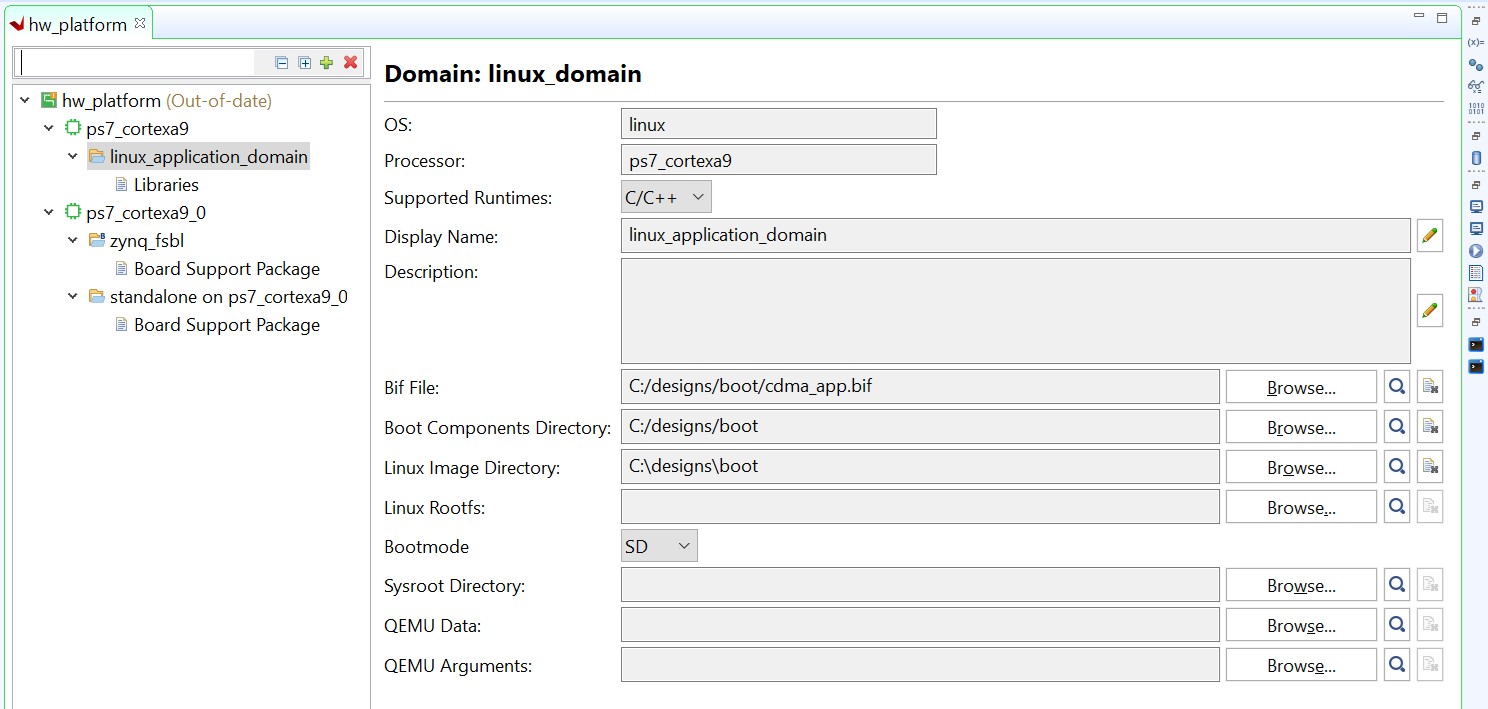 hw_platform
hw_platform (Out-of-date)
ps7_cortexa9
linux_application_domain
Libraries
ps7_cortexa9_0
zynq_fsbl
Board Support Package
standalone on ps7_cortexa9_0
Board Support Package
Domain: linux_domain
OS: linux
Processor: ps7_cortexa9
Supported Runtimes: C/C++
Display Name: linux_application_domain
Description:
Bif File: C:/designs/boot/cdma_app.bif Browse...
Boot Components Directory: C:/designs/boot Browse...
Linux Image Directory: C:\designs\boot Browse...
Linux Rootfs: Browse...
Bootmode SD
Sysroot Directory: Browse...
QEMU Data: Browse...
QEMU Arguments: Browse...
(x)=
1010
0101